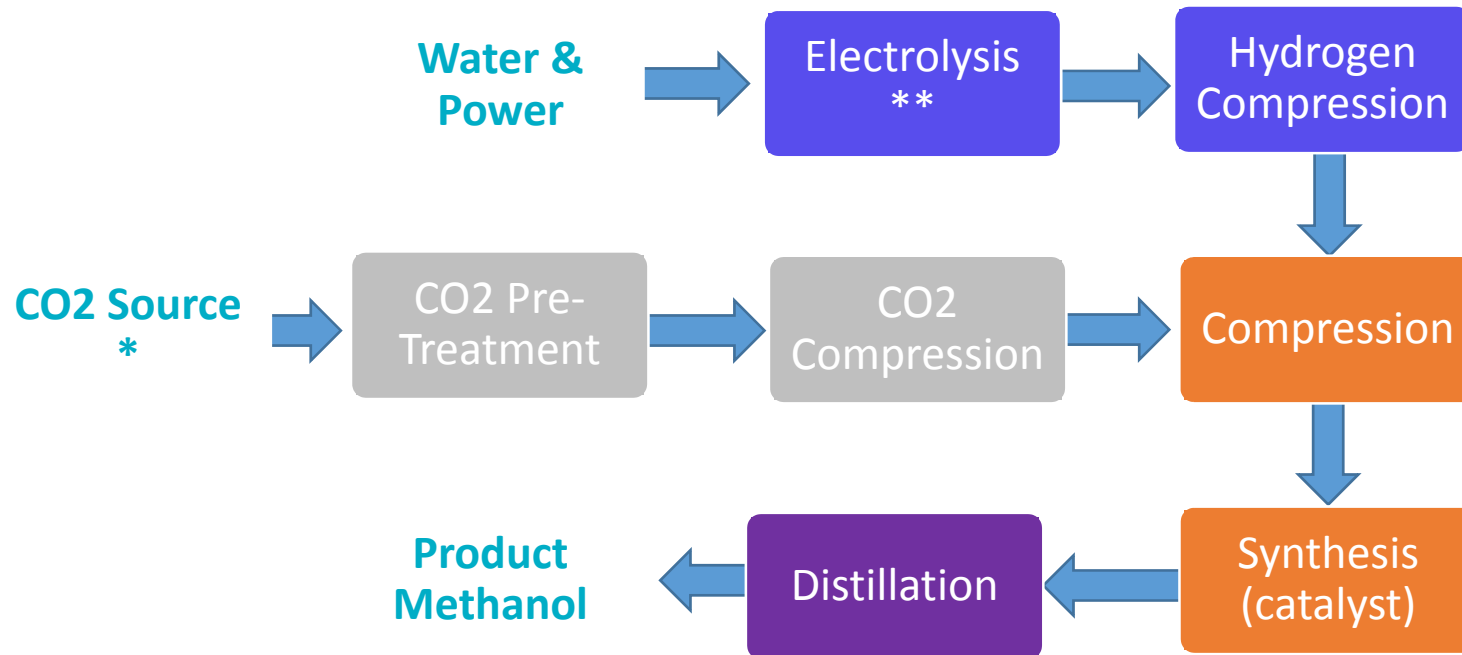 Water &
Power
Electrolysis
**
Hydrogen
Compression
CO2 Source
*
CO2 Pre-
Treatment
CO2
Compression
Compression
Product
Methanol
Distillation
Synthesis
(catalyst)